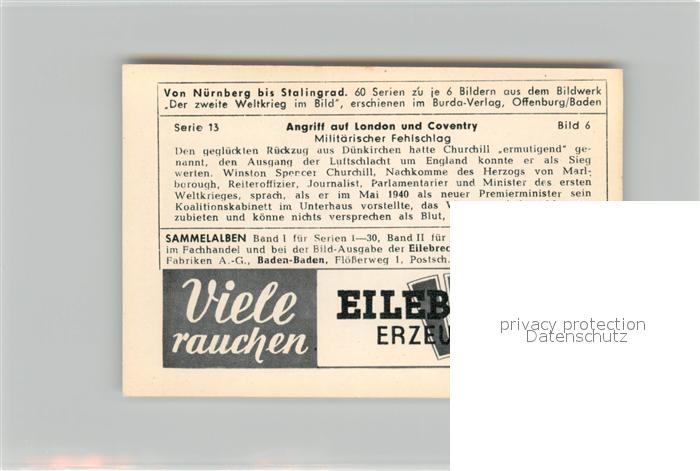 Von Nürnberg bis Stalingrad. 60 Serien zu je 6 Bildern aus dem Bildwerk
„Der zweite Weltkrieg im Bild", erschienen im Burda-Verlag, Offenburg/Baden
Serie 13 Angriff auf London und Coventry Bild 6
Militärischer Fehlschlag
Den geglückten Rückzug aus Dünkirchen hatte Churchill „ermutigend" ge-
nannt, den Ausgang der Luftschlacht um England konnte er als Sieg
werten. Winston Spencer Churchill, Nachkomme des Herzogs von Marl-
borough, Reiteroffizier, Journalist, Parlamentarier und Minister des ersten
Weltkrieges, sprach, als er im Mai 1940 als neuer Premierminister sein
Koalitionskabinett im Unterhaus vorstellte, das
zubieten und könne nichts versprechen als Blut,
SAMMELALBEN Band I für Serien 1—30, Band II für
im Fachhandel und bei der Bild-Ausgabe der Eilebrec
Fabriken A.-G., Baden-Baden, Flößerweg 1, Postsch.
Viele EILEB
rauchen ERZEU
privacy protection
Datenschutz